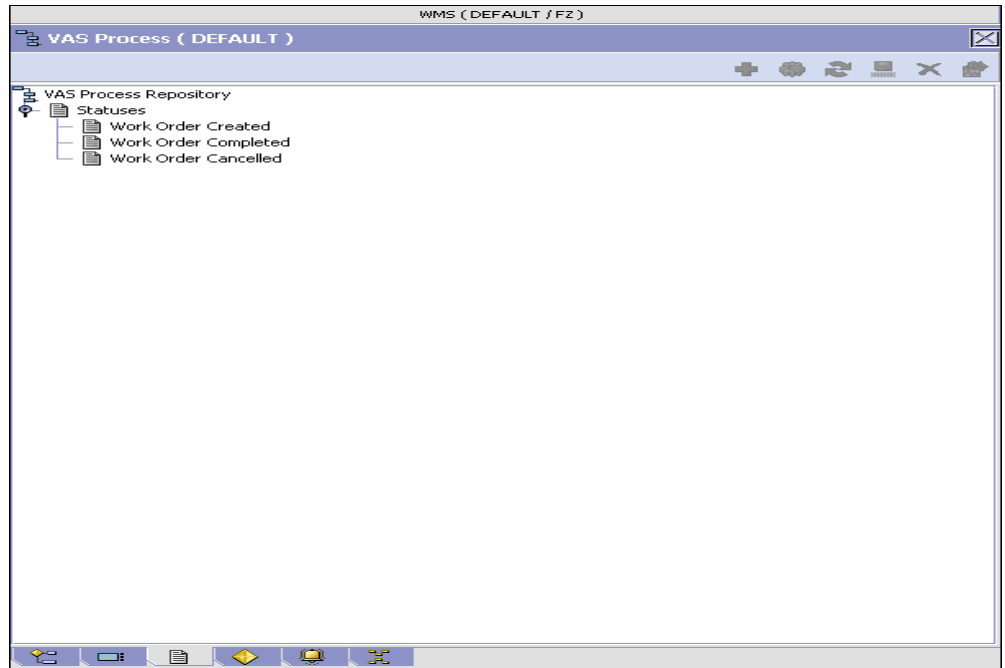 WMS ( DEFAULT / FZ )
VAS Process ( DEFAULT )
VAS Process Repository
Statuses
Work Order Created
Work Order Completed
Work Order Cancelled